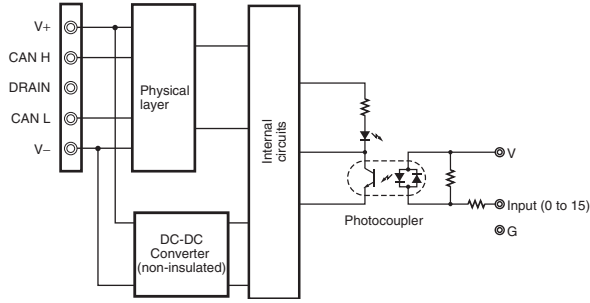 V+
CAN H
DRAIN
CAN L
V−
Physical
layer
Internal
circuits
DC-DC
Converter
(non-insulated)
Photocoupler
V
Input (0 to 15)
G